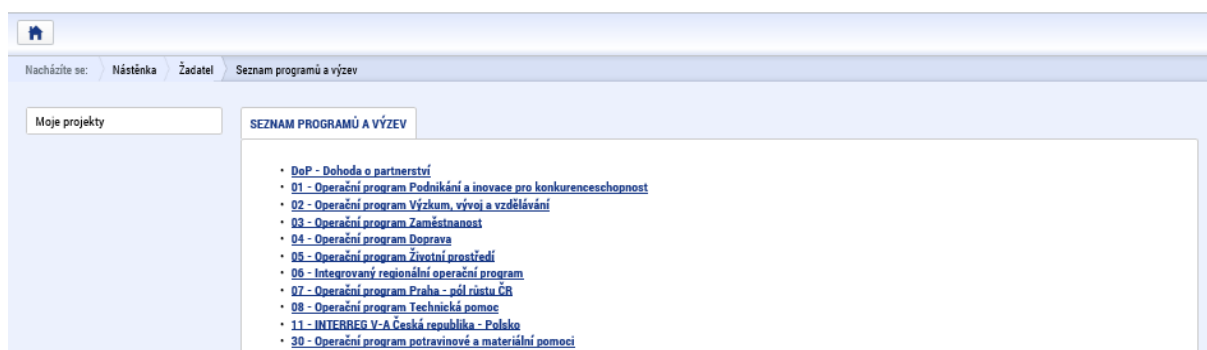 Nacházíte se: Nástěnka Žadatel Seznam programů a výzev
Moje projekty
SEZNAM PROGRAMŮ A VÝZEV
• DoP - Dohoda o partnerství
• 01 - Operační program Podnikání a inovace pro konkurenceschopnost
• 02 - Operační program Výzkum, vývoj a vzdělávání
• 03 - Operační program Zaměstnanost
• 04 - Operační program Doprava
• 05 - Operační program Životní prostředí
• 06 - Integrovaný regionální operační program
• 07 - Operační program Praha - pól růstu ČR
• 08 - Operační program Technická pomoc
• 11 - INTERREG V-A Česká republika - Polsko
• 30 - Operační program potravinové a materiální pomoci